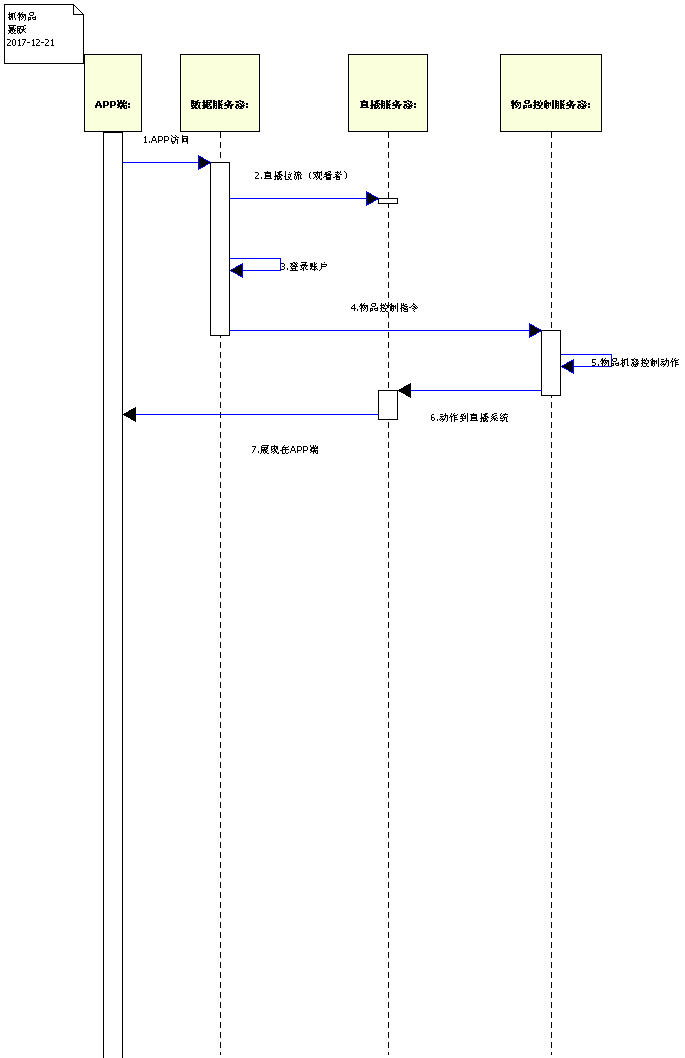 抓物品
聂跃
2017-12-21
APP端:
数据服务器:
直播服务器:
物品控制服务器:
1.APP访问
2.直播拉流（观看者）
3.登录账户
4.物品控制指令
5.物品机器控制动作
6.动作到直播系统
7.展现在APP端